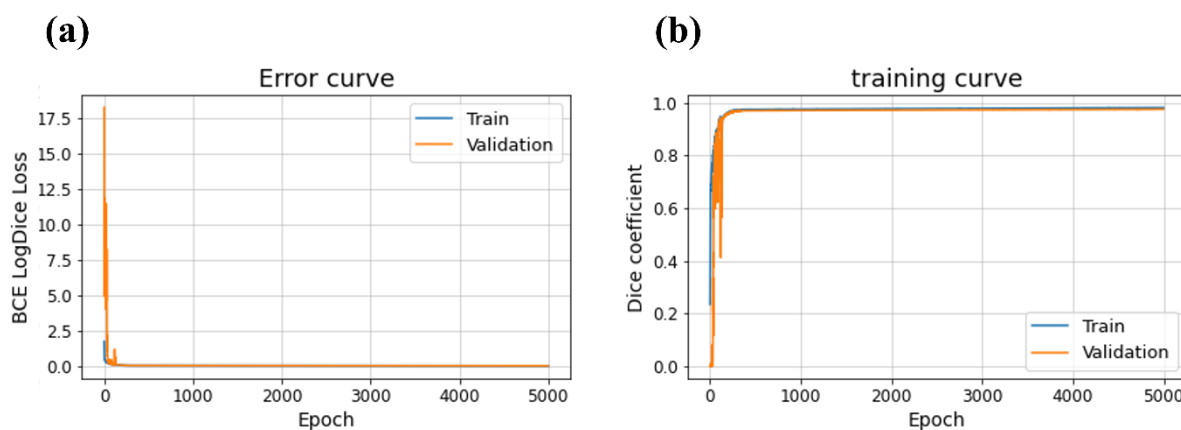 (a)
Error curve
BCE LogDice Loss
17.5
15.0
12.5
10.0
7.5
5.0
2.5
0.0
Train
Validation
0 1000 2000 3000 4000 5000
Epoch
(b)
training curve
Dice coefficient
1.0
0.8
0.6
0.4
0.2
0.0
Train
Validation
0 1000 2000 3000 4000 5000
Epoch